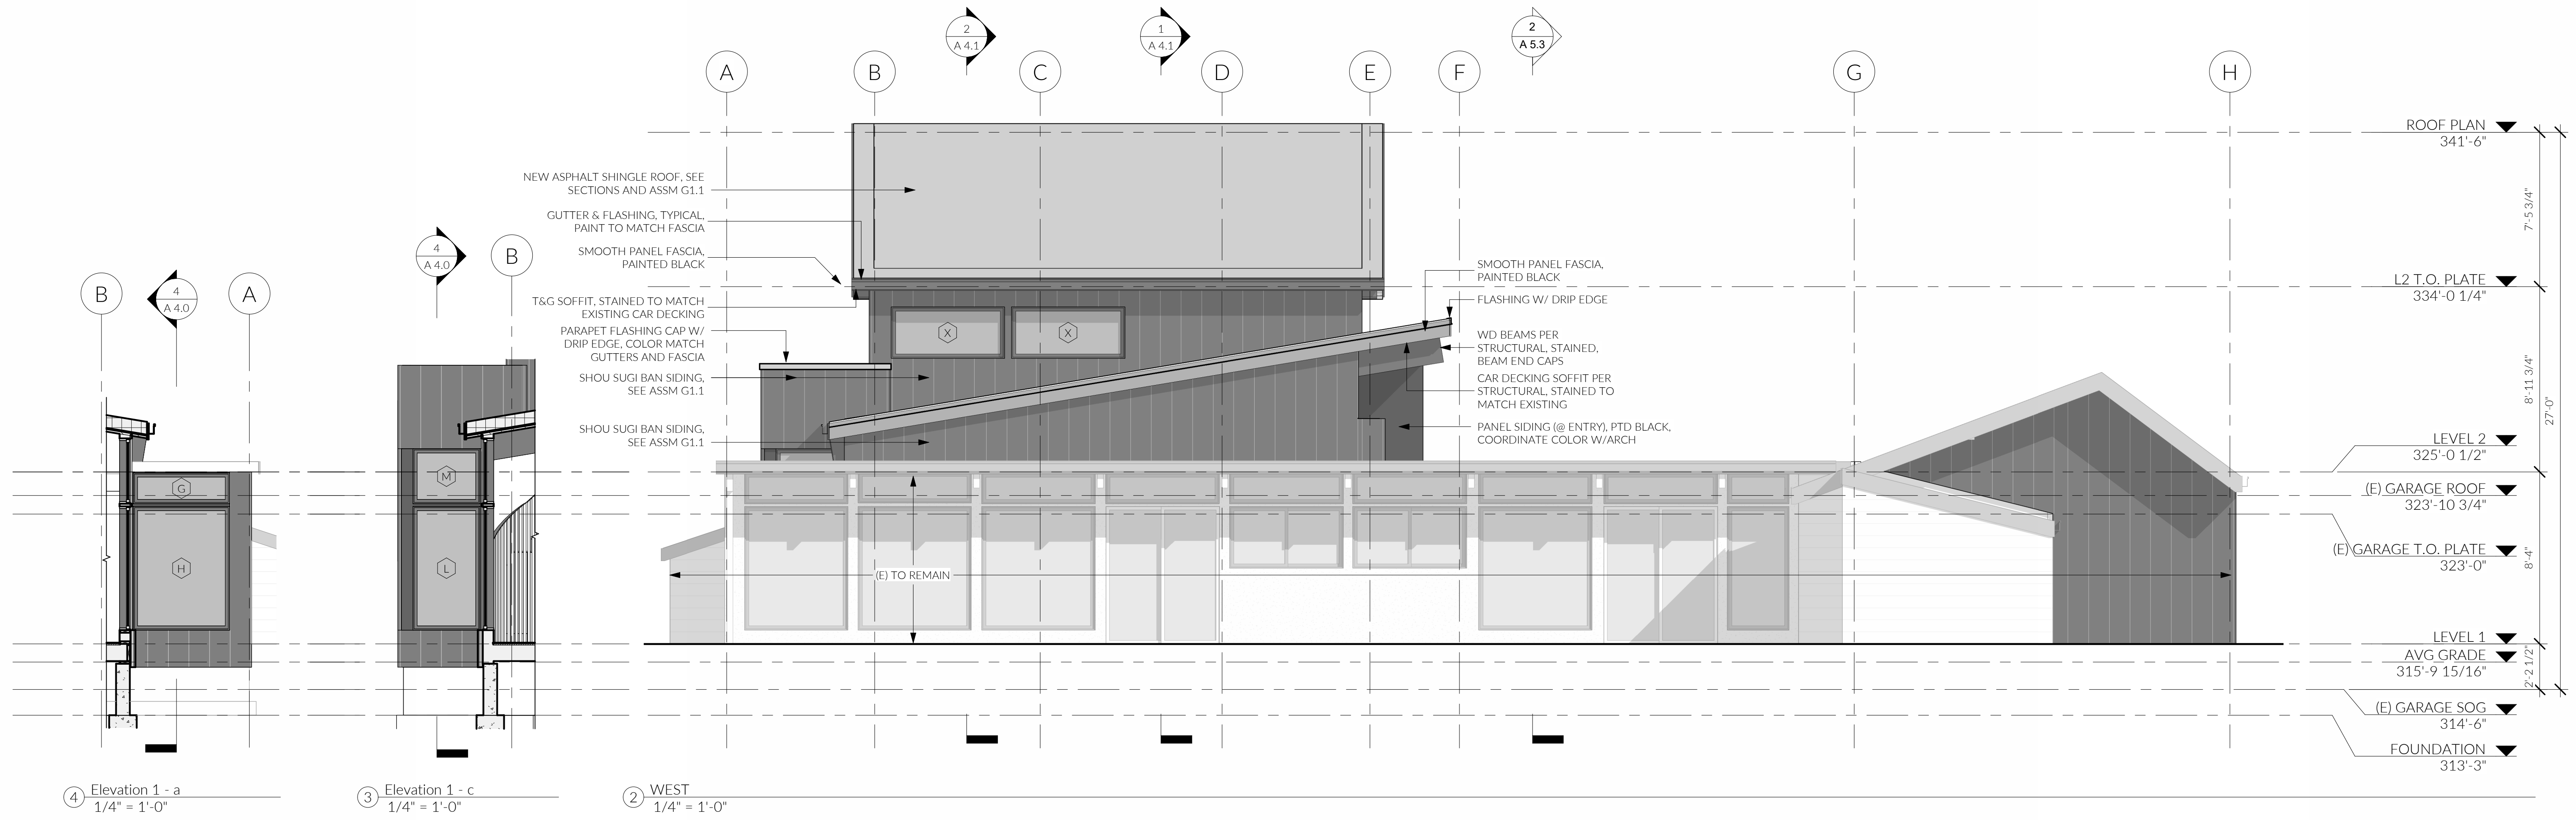 2
A 4.1
1
A 4.1
2
A 5.3
A
B
C
D
E
F
G
H
ROOF PLAN
341'-6"
7'-5 3/4"
L2 T.O. PLATE
334'-0 1/4"
8'-11 3/4"
27'-0"
LEVEL 2
325'-0 1/2"
(E) GARAGE ROOF
323'-10 3/4"
(E) GARAGE T.O. PLATE
323'-0"
8'-4"
LEVEL 1
AVG GRADE
315'-9 15/16"
2'-2 1/2"
(E) GARAGE SOG
314'-6"
FOUNDATION
313'-3"
NEW ASPHALT SHINGLE ROOF, SEE
SECTIONS AND ASSM G1.1
GUTTER & FLASHING, TYPICAL,
PAINT TO MATCH FASCIA
SMOOTH PANEL FASCIA,
PAINTED BLACK
T&G SOFFIT, STAINED TO MATCH
EXISTING CAR DECKING
PARAPET FLASHING CAP W/
DRIP EDGE, COLOR MATCH
GUTTERS AND FASCIA
SHOU SUGI BAN SIDING,
SEE ASSM G1.1
SHOU SUGI BAN SIDING,
SEE ASSM G1.1
X
X
SMOOTH PANEL FASCIA,
PAINTED BLACK
FLASHING W/ DRIP EDGE
WD BEAMS PER
STRUCTURAL, STAINED,
BEAM END CAPS
CAR DECKING SOFFIT PER
STRUCTURAL, STAINED TO
MATCH EXISTING
PANEL SIDING (@ ENTRY), PTD BLACK,
COORDINATE COLOR W/ARCH
(E) TO REMAIN
B
4
A 4.0
A
G
H
4
A 4.0
B
M
L
4
Elevation 1 - a
1/4" = 1'-0"
3
Elevation 1 - c
1/4" = 1'-0"
2
WEST
1/4" = 1'-0"